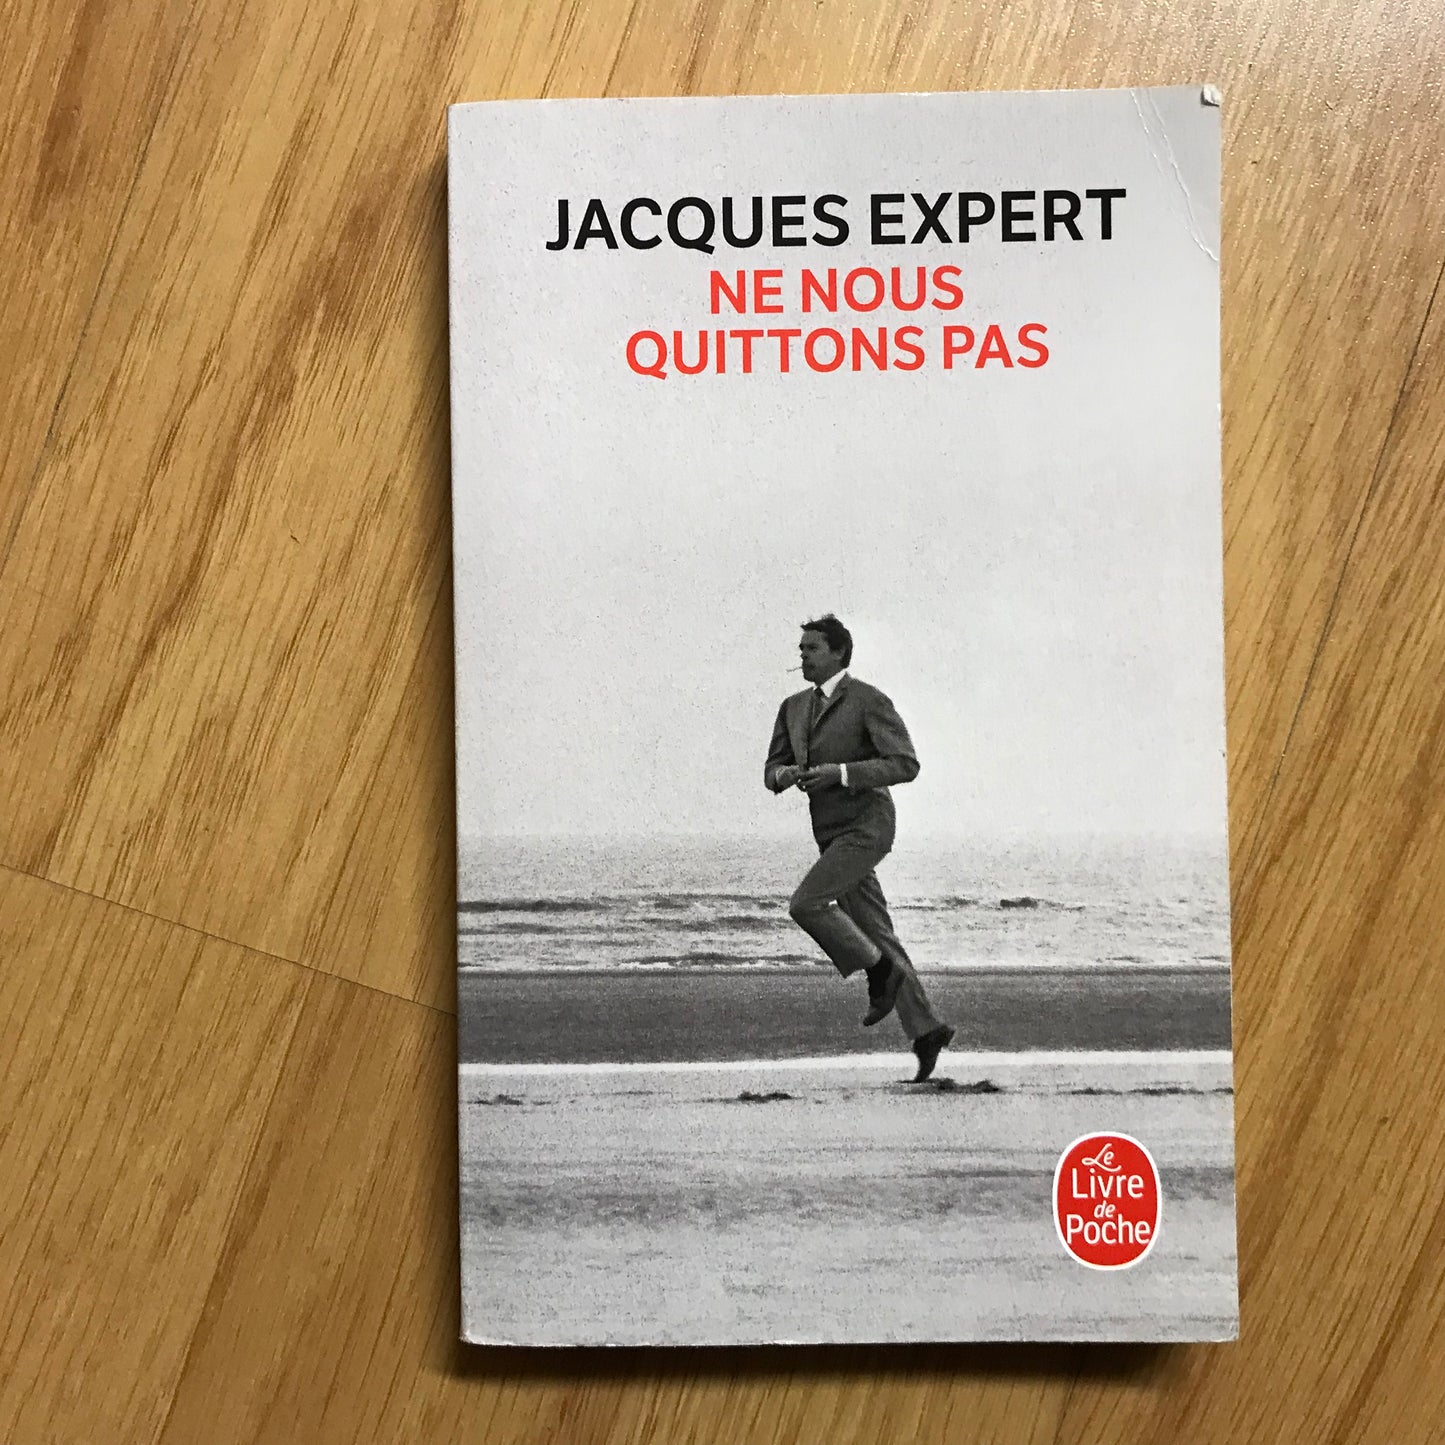 JACQUES EXPERT
NE NOUS
QUITTONS PAS
Le
Livre
de
Poche